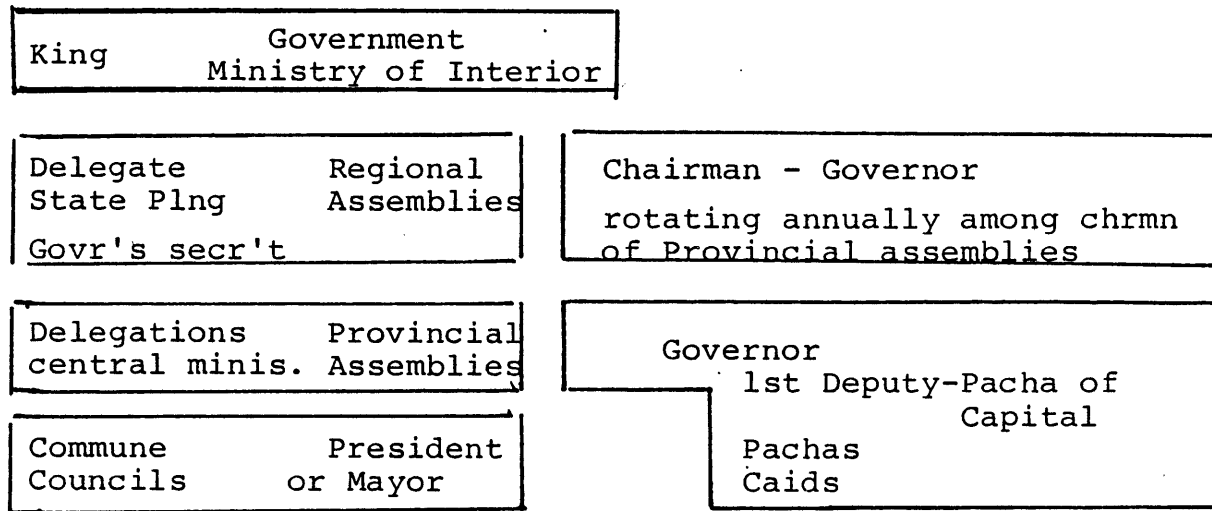 King Government
Ministry of Interior
Delegate Regional
State Plng Assemblies
Govr's secr't
Chairman - Governor
rotating annually among chrmn
of Provincial assemblies
Delegations Provincial
central minis. Assemblies
Governor
1st Deputy-Pacha of
Capital
Pachas
Caids
Commune President
Councils or Mayor